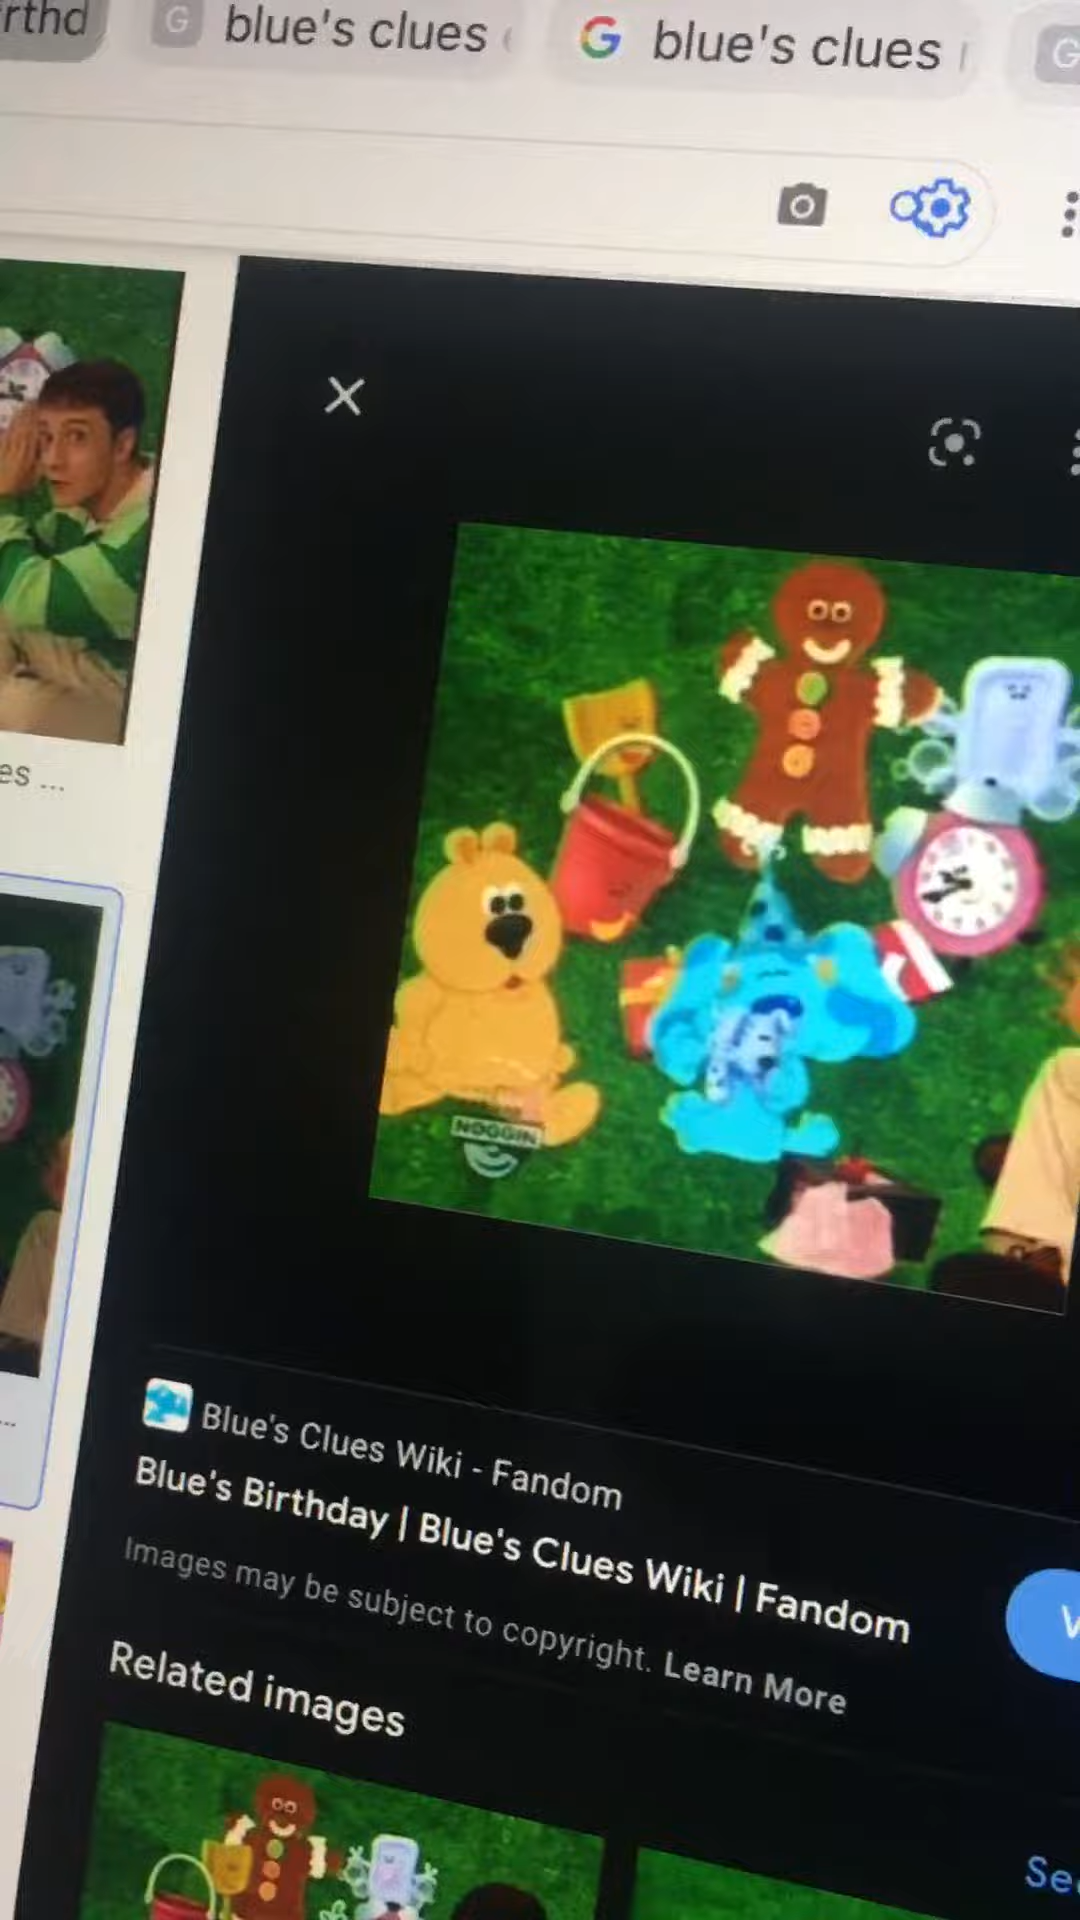 rthd
blue's clues
blue's clues
es ...
NOGGIN
...
Blue's Clues Wiki - Fandom
Blue's Birthday | Blue's Clues Wiki | Fandom
Images may be subject to copyright. Learn More
V
Related images
Se